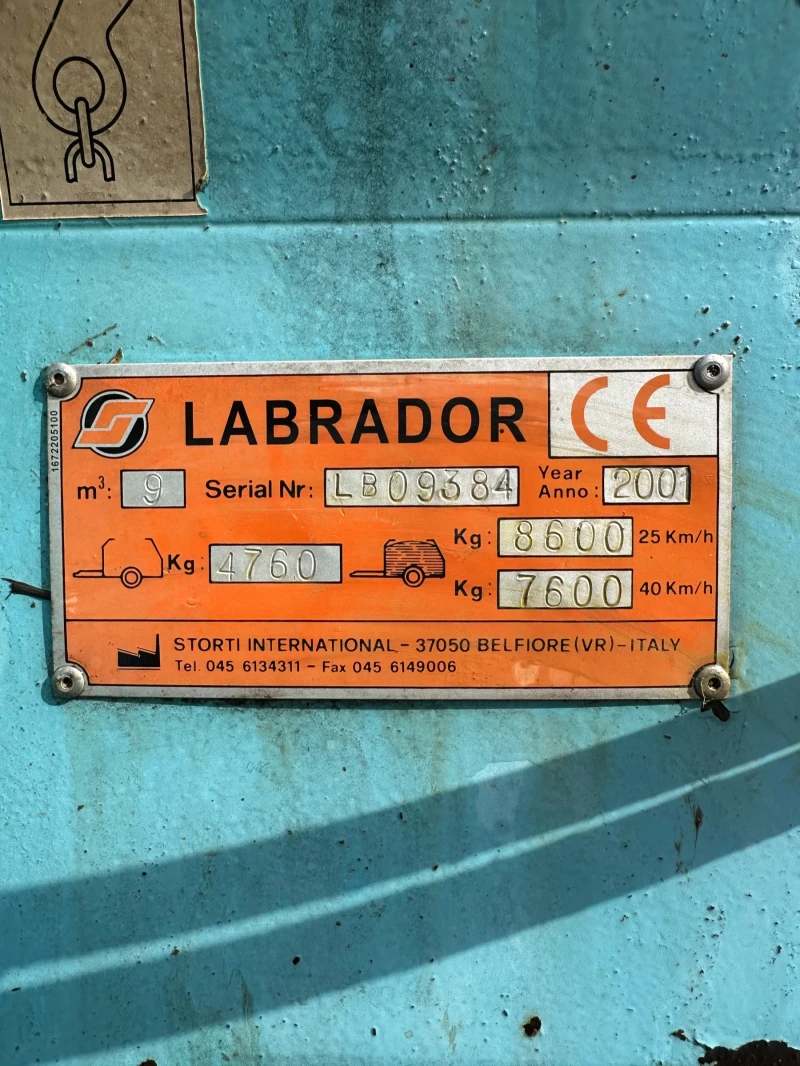 1672205100
LABRADOR CE
m³: 9 Serial Nr: LB09384 Year Anno: 2001
Kg: 4760 Kg: 8600 25 Km/h
Kg: 7600 40 Km/h
STORTI INTERNATIONAL - 37050 BELFIORE (VR) - ITALY
Tel. 045 6134311 - Fax 045 6149006